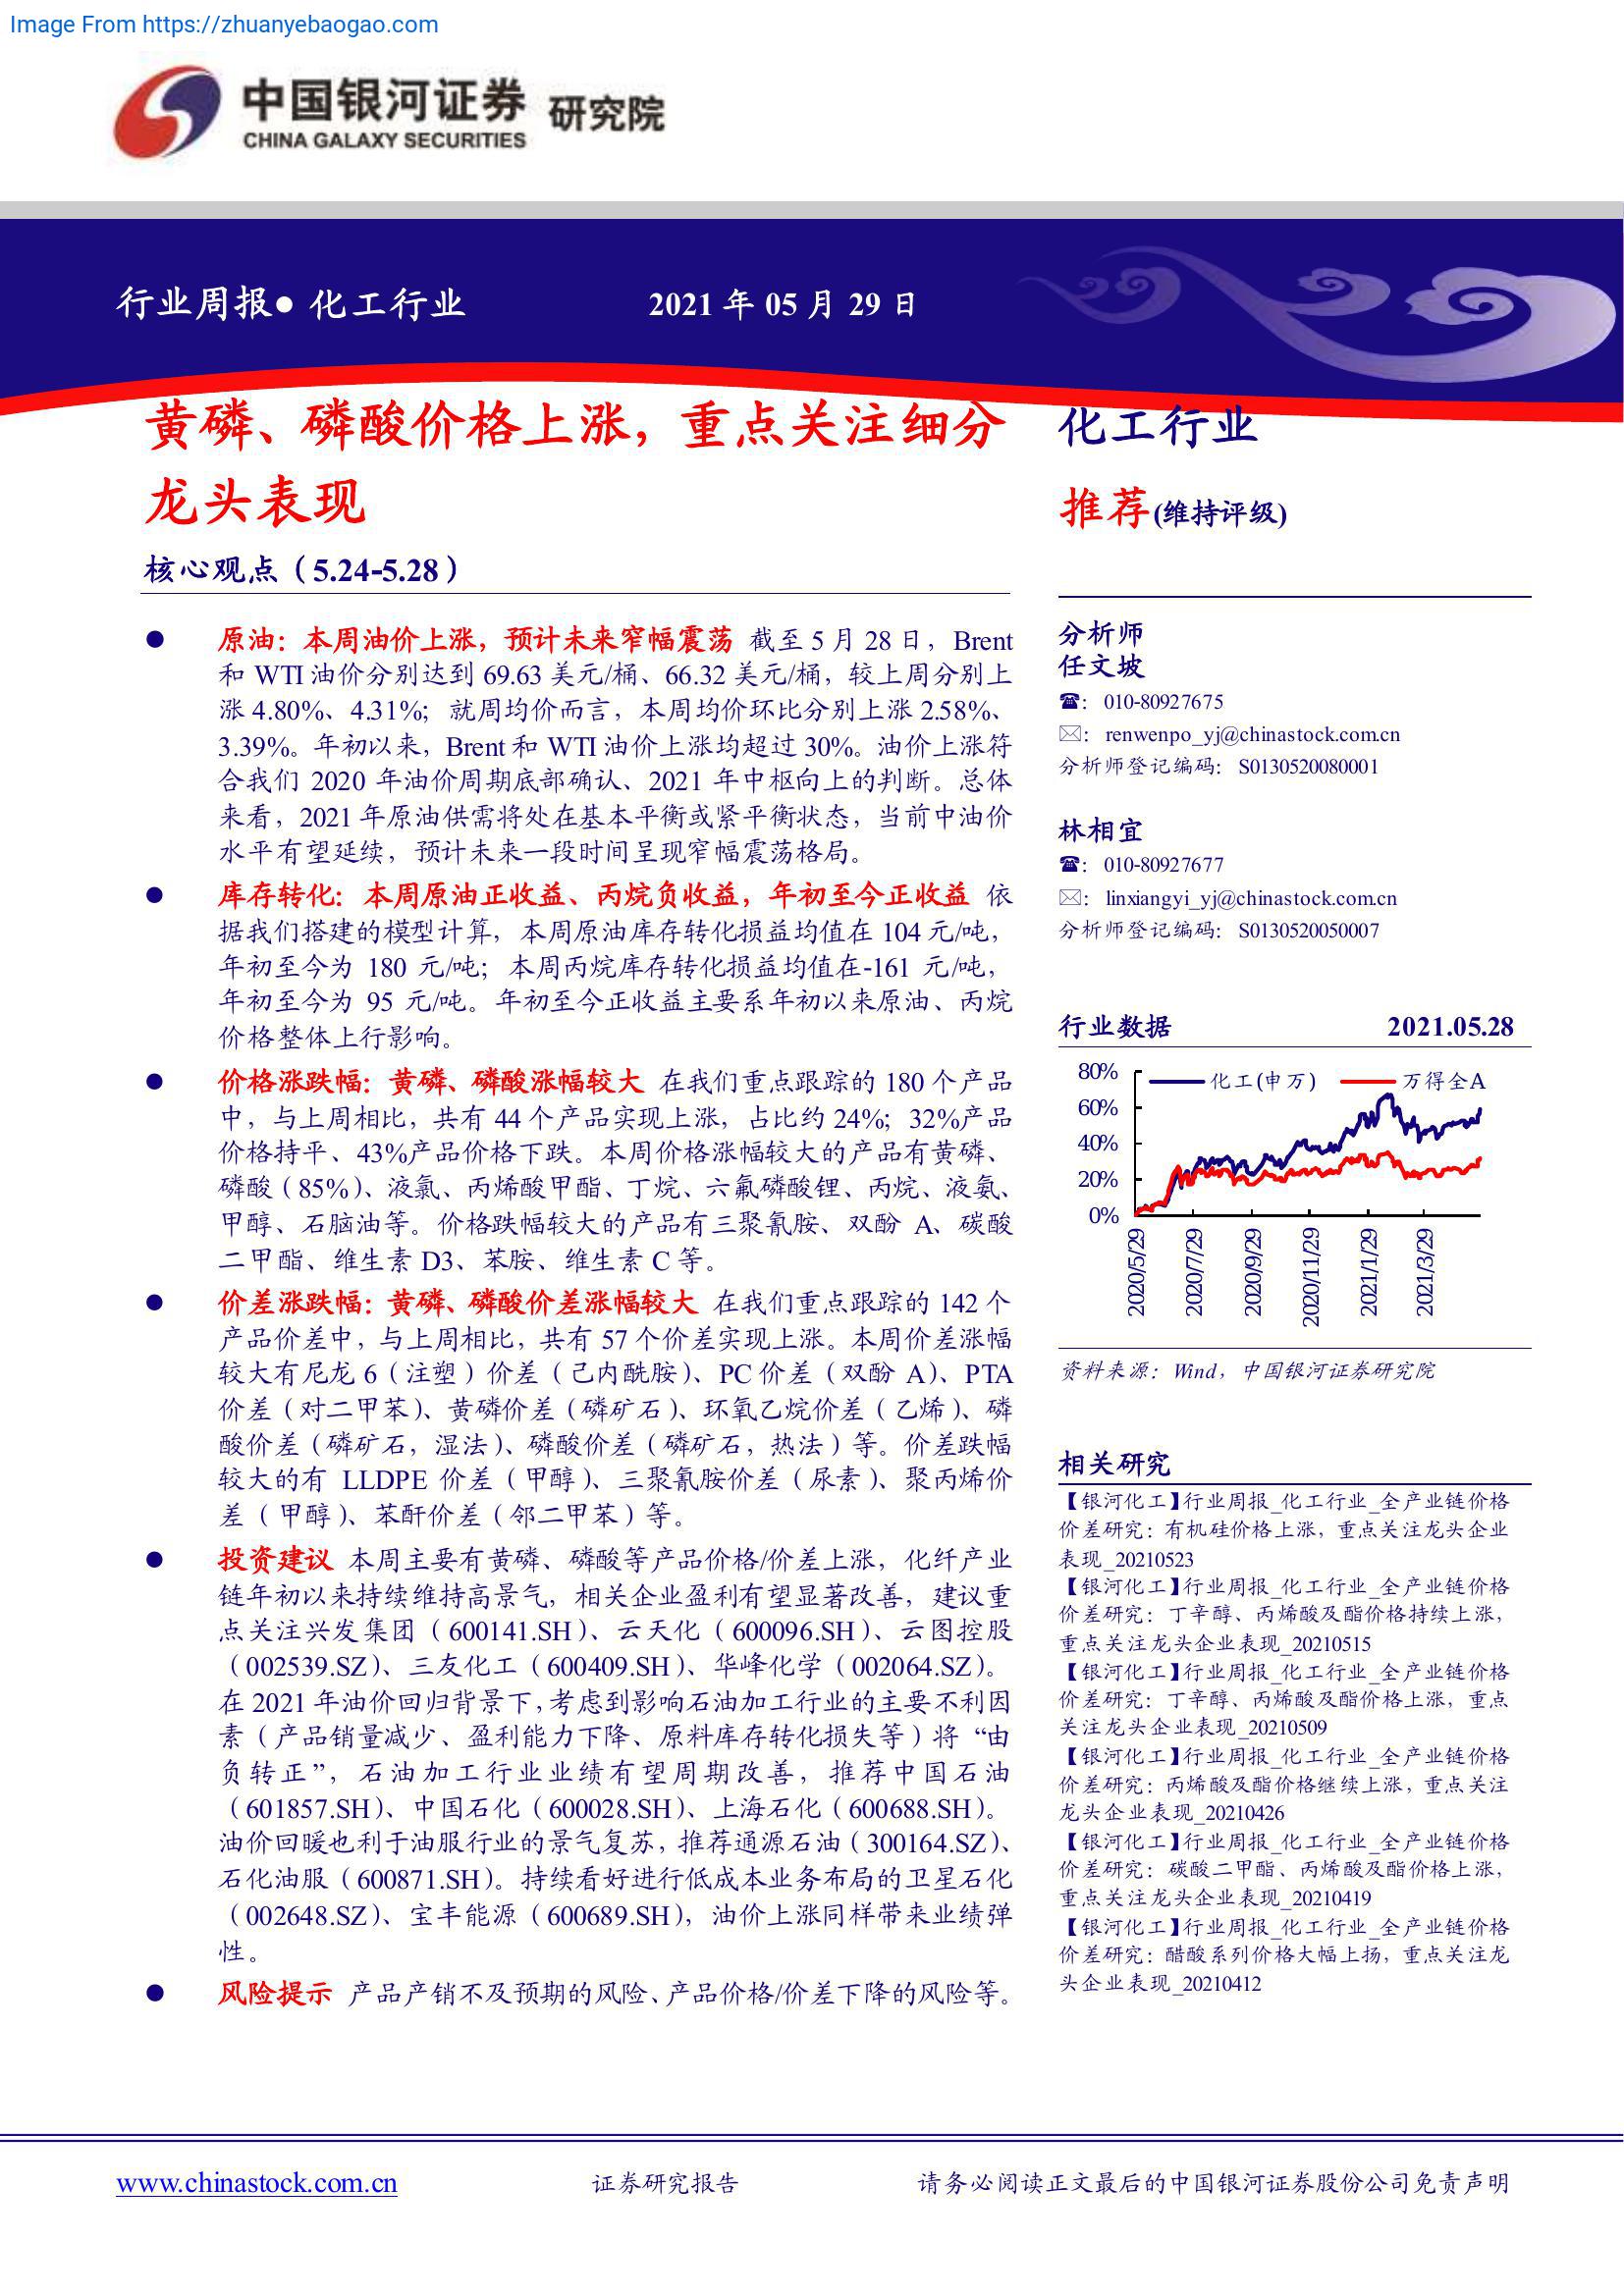 Image From https://zhuanyebaogao.com
中国银河证券 研究院
CHINA GALAXY SECURITIES
行业周报● 化工行业
2021 年 05 月 29 日
黄磷、磷酸价格上涨，重点关注细分
龙头表现
核心观点（5.24-5.28）
● 原油：本周油价上涨，预计未来窄幅震荡 截至 5 月 28 日，Brent
和 WTI 油价分别达到 69.63 美元/桶、66.32 美元/桶，较上周分别上
涨 4.80%、4.31%；就周均价而言，本周均价环比分别上涨 2.58%、
3.39%。年初以来，Brent 和 WTI 油价上涨均超过 30%。油价上涨符
合我们 2020 年油价周期底部确认、2021 年中枢向上的判断。总体
来看，2021 年原油供需将处在基本平衡或紧平衡状态，当前中油价
水平有望延续，预计未来一段时间呈现窄幅震荡格局。
● 库存转化：本周原油正收益、丙烷负收益，年初至今正收益 依
据我们搭建的模型计算，本周原油库存转化损益均值在 104 元/吨，
年初至今为 180 元/吨；本周丙烷库存转化损益均值在-161 元/吨，
年初至今为 95 元/吨。年初至今正收益主要系年初以来原油、丙烷
价格整体上行影响。
● 价格涨跌幅：黄磷、磷酸涨幅较大 在我们重点跟踪的 180 个产品
中，与上周相比，共有 44 个产品实现上涨，占比约 24%；32%产品
价格持平、43%产品价格下跌。本周价格涨幅较大的产品有黄磷、
磷酸（85%）、液氯、丙烯酸甲酯、丁烷、六氟磷酸锂、丙烷、液氨、
甲醇、石脑油等。价格跌幅较大的产品有三聚氰胺、双酚 A、碳酸
二甲酯、维生素 D3、苯胺、维生素 C 等。
● 价差涨跌幅：黄磷、磷酸价差涨幅较大 在我们重点跟踪的 142 个
产品价差中，与上周相比，共有 57 个价差实现上涨。本周价差涨幅
较大有尼龙 6（注塑）价差（己内酰胺）、PC 价差（双酚 A）、PTA
价差（对二甲苯）、黄磷价差（磷矿石）、环氧乙烷价差（乙烯）、磷
酸价差（磷矿石，湿法）、磷酸价差（磷矿石，热法）等。价差跌幅
较大的有 LLDPE 价差（甲醇）、三聚氰胺价差（尿素）、聚丙烯价
差（甲醇）、苯酐价差（邻二甲苯）等。
● 投资建议 本周主要有黄磷、磷酸等产品价格/价差上涨，化纤产业
链年初以来持续维持高景气，相关企业盈利有望显著改善，建议重
点关注兴发集团（600141.SH）、云天化（600096.SH）、云图控股
（002539.SZ）、三友化工（600409.SH）、华峰化学（002064.SZ）。
在 2021 年油价回归背景下，考虑到影响石油加工行业的主要不利因
素（产品销量减少、盈利能力下降、原料库存转化损失等）将“由
负转正”，石油加工行业业绩有望周期改善，推荐中国石油
（601857.SH）、中国石化（600028.SH）、上海石化（600688.SH）。
油价回暖也利于油服行业的景气复苏，推荐通源石油（300164.SZ）、
石化油服（600871.SH）。持续看好进行低成本业务布局的卫星石化
（002648.SZ）、宝丰能源（600689.SH），油价上涨同样带来业绩弹
性。
● 风险提示 产品产销不及预期的风险、产品价格/价差下降的风险等。
化工行业
推荐(维持评级)
分析师
任文坡
☎： 010-80927675
✉： renwenpo_yj@chinastock.com.cn
分析师登记编码： S0130520080001
林相宜
☎： 010-80927677
✉： linxiangyi_yj@chinastock.com.cn
分析师登记编码： S0130520050007
行业数据 2021.05.28
化工(申万) 万得全A
80%
60%
40%
20%
0%
2020/5/29
2020/7/29
2020/9/29
2020/11/29
2021/1/29
2021/3/29
资料来源：Wind，中国银河证券研究院
相关研究
【银河化工】行业周报_化工行业_全产业链价格
价差研究：有机硅价格上涨，重点关注龙头企业
表现_20210523
【银河化工】行业周报_化工行业_全产业链价格
价差研究：丁辛醇、丙烯酸及酯价格持续上涨，
重点关注龙头企业表现_20210515
【银河化工】行业周报_化工行业_全产业链价格
价差研究：丁辛醇、丙烯酸及酯价格上涨，重点
关注龙头企业表现_20210509
【银河化工】行业周报_化工行业_全产业链价格
价差研究：丙烯酸及酯价格继续上涨，重点关注
龙头企业表现_20210426
【银河化工】行业周报_化工行业_全产业链价格
价差研究：碳酸二甲酯、丙烯酸及酯价格上涨，
重点关注龙头企业表现_20210419
【银河化工】行业周报_化工行业_全产业链价格
价差研究：醋酸系列价格大幅上扬，重点关注龙
头企业表现_20210412
www.chinastock.com.cn
证券研究报告
请务必阅读正文最后的中国银河证券股份公司免责声明